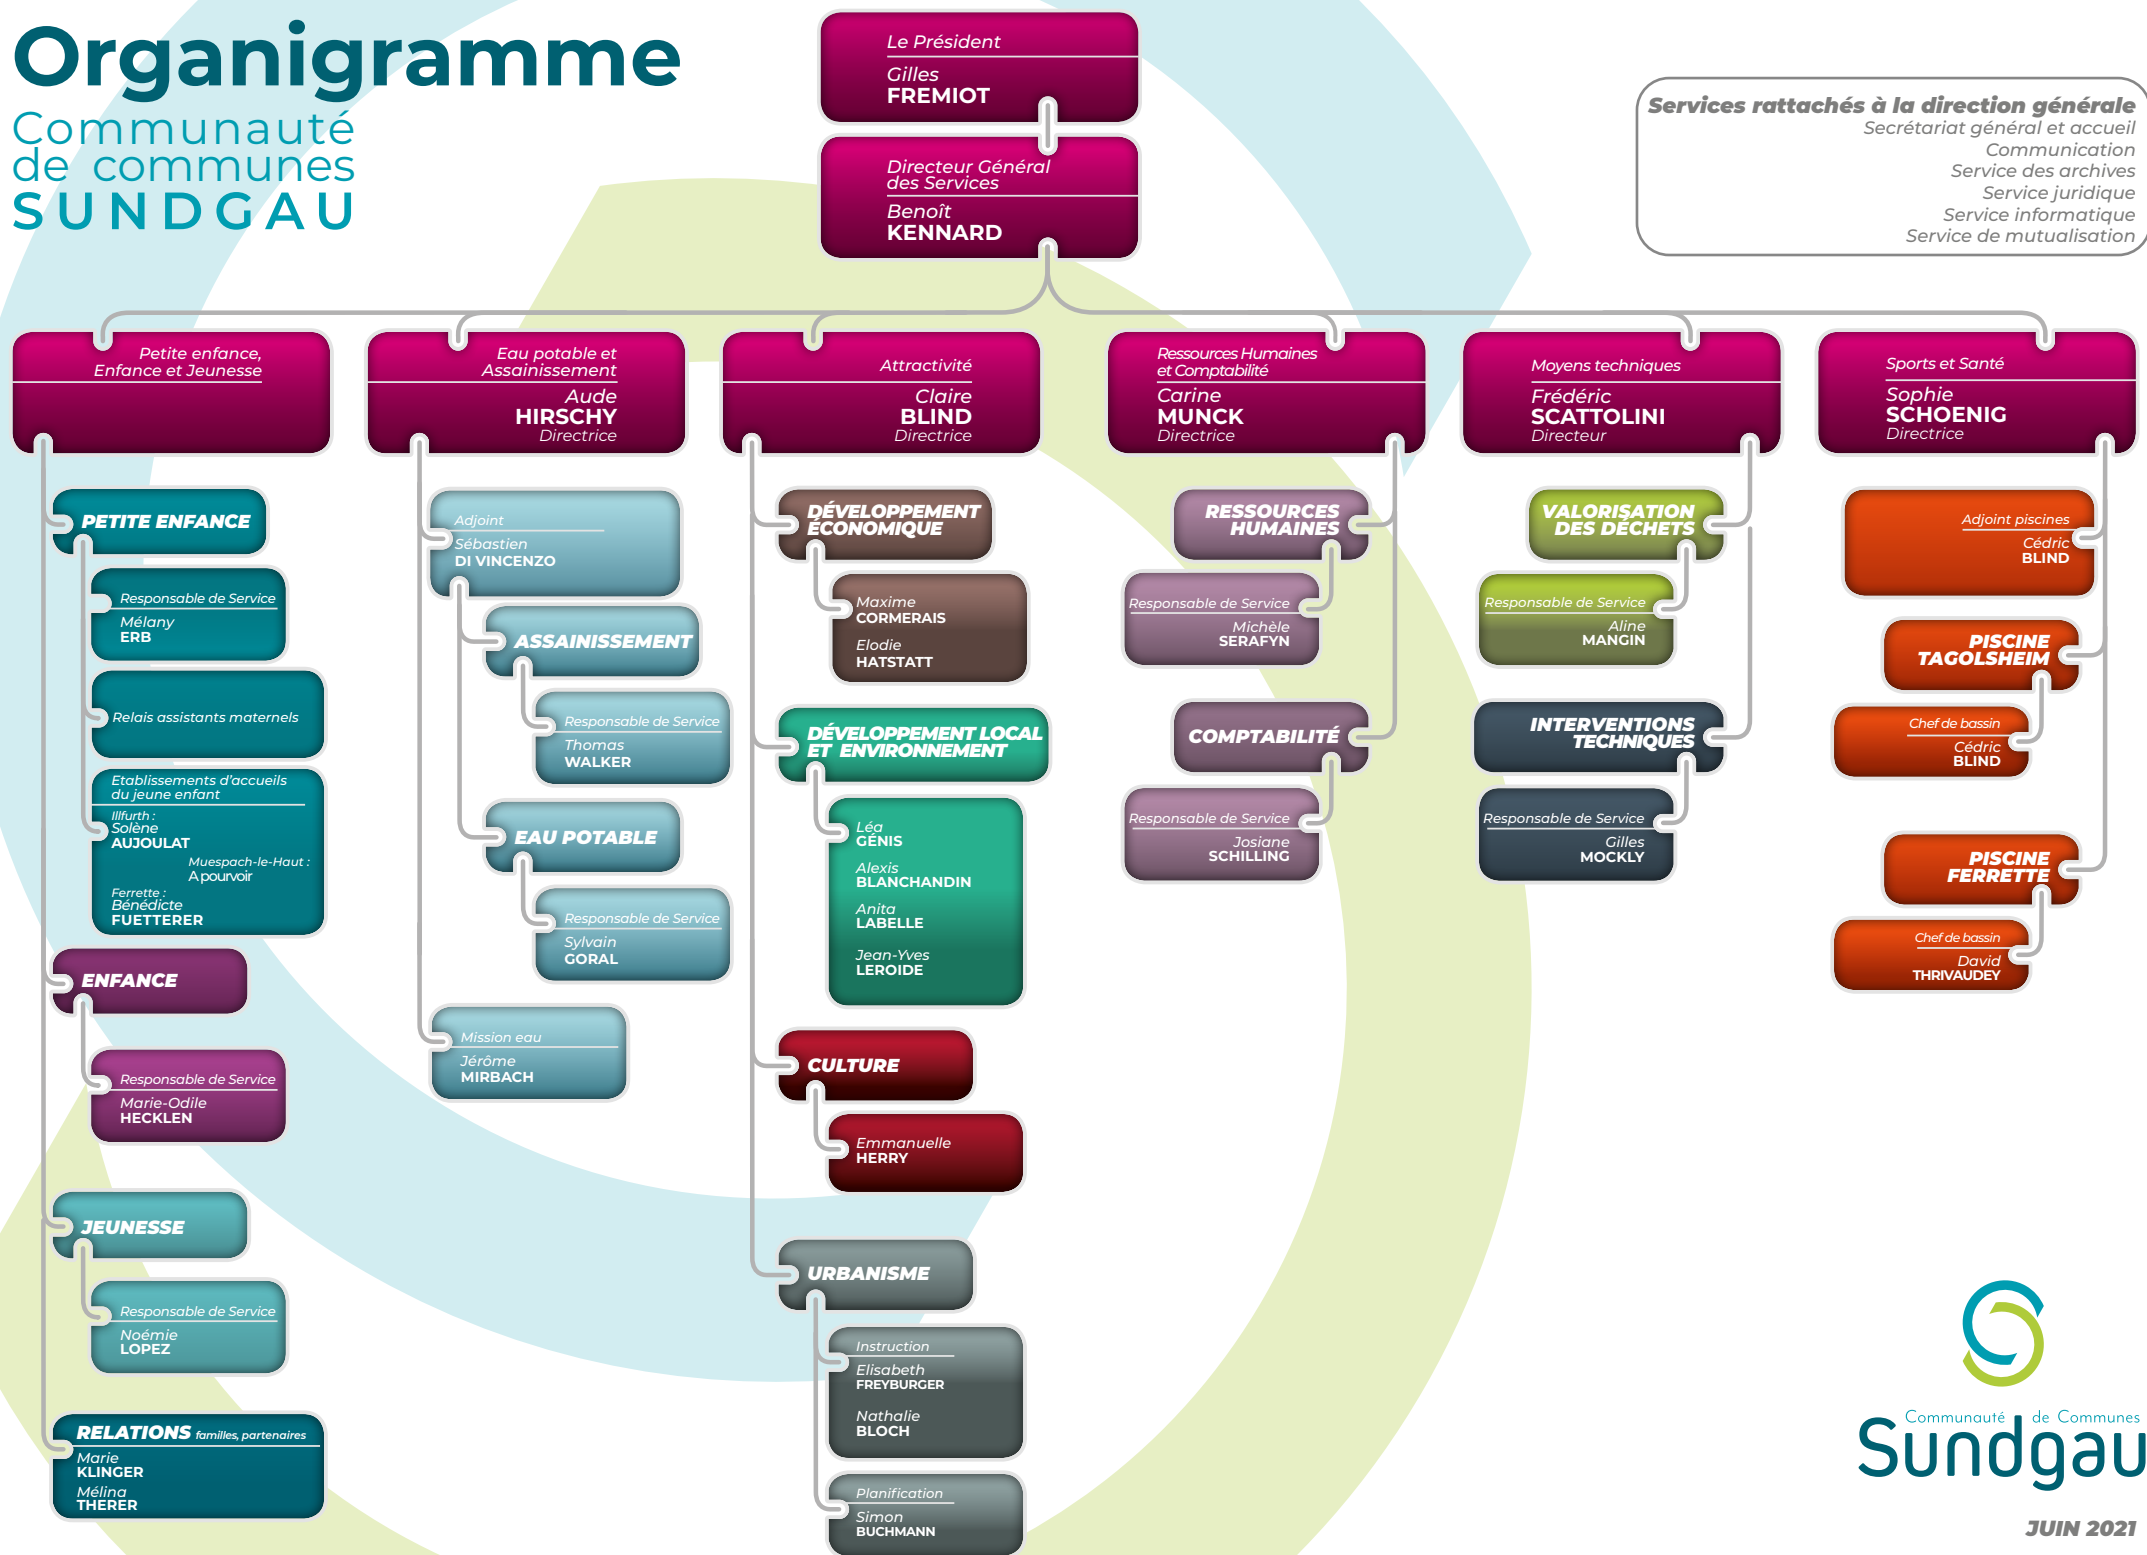 Organigramme
Communauté
de communes
SUNDGAU
Le Président
Gilles
FREMIOT
Directeur Général
des Services
Benoît
KENNARD
Services rattachés à la direction générale
Secrétariat général et accueil
Communication
Service des archives
Service juridique
Service informatique
Service de mutualisation
Petite enfance,
Enfance et Jeunesse
PETITE ENFANCE
Responsable de Service
Mélany
ERB
Relais assistants maternels
Etablissements d'accueils
du jeune enfant
Illfurth :
Solène
AUJOULAT
Muespach-le-Haut :
A pourvoir
Ferrette :
Bénédicte
FUETTERER
ENFANCE
Responsable de Service
Marie-Odile
HECKLEN
JEUNESSE
Responsable de Service
Noémie
LOPEZ
RELATIONS familles, partenaires
Marie
KLINGER
Mélina
THERER
Eau potable et
Assainissement
Aude
HIRSCHY
Directrice
Adjoint
Sébastien
DI VINCENZO
ASSAINISSEMENT
Responsable de Service
Thomas
WALKER
EAU POTABLE
Responsable de Service
Sylvain
GORAL
Mission eau
Jérôme
MIRBACH
Attractivité
Claire
BLIND
Directrice
DÉVELOPPEMENT
ÉCONOMIQUE
Maxime
CORMERAIS
Elodie
HATSTATT
DÉVELOPPEMENT LOCAL
ET ENVIRONNEMENT
Léa
GÉNIS
Alexis
BLANCHANDIN
Anita
LABELLE
Jean-Yves
LEROIDE
CULTURE
Emmanuelle
HERRY
URBANISME
Instruction
Elisabeth
FREYBURGER
Nathalie
BLOCH
Planification
Simon
BUCHMANN
Ressources Humaines
et Comptabilité
Carine
MUNCK
Directrice
RESSOURCES
HUMAINES
Responsable de Service
Michèle
SERAFYN
COMPTABILITÉ
Responsable de Service
Josiane
SCHILLING
Moyens techniques
Frédéric
SCATTOLINI
Directeur
VALORISATION
DES DÉCHETS
Responsable de Service
Aline
MANGIN
INTERVENTIONS
TECHNIQUES
Responsable de Service
Gilles
MOCKLY
Sports et Santé
Sophie
SCHOENIG
Directrice
Adjoint piscines
Cédric
BLIND
PISCINE
TAGOLSHEIM
Chef de bassin
Cédric
BLIND
PISCINE
FERRETTE
Chef de bassin
David
THRIVAUDEY
Communauté de Communes
Sundgau
JUIN 2021